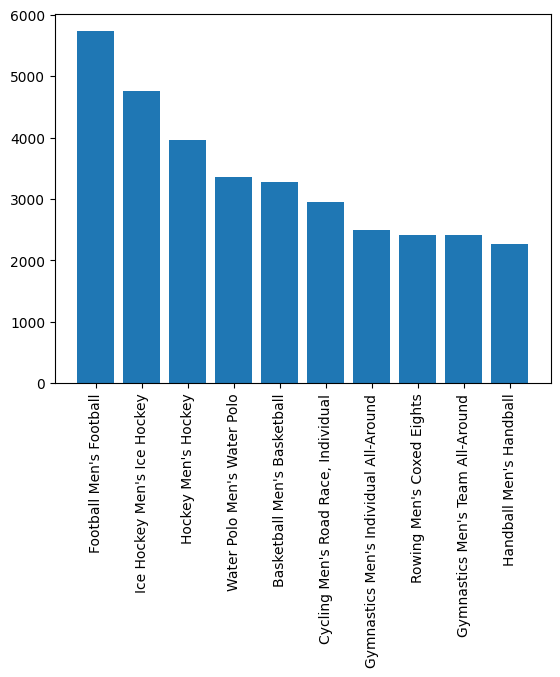 6000
5000
4000
3000
2000
1000
0
Football Men's Football
Ice Hockey Men's Ice Hockey
Hockey Men's Hockey
Water Polo Men's Water Polo
Basketball Men's Basketball
Cycling Men's Road Race, Individual
Gymnastics Men's Individual All-Around
Rowing Men's Coxed Eights
Gymnastics Men's Team All-Around
Handball Men's Handball